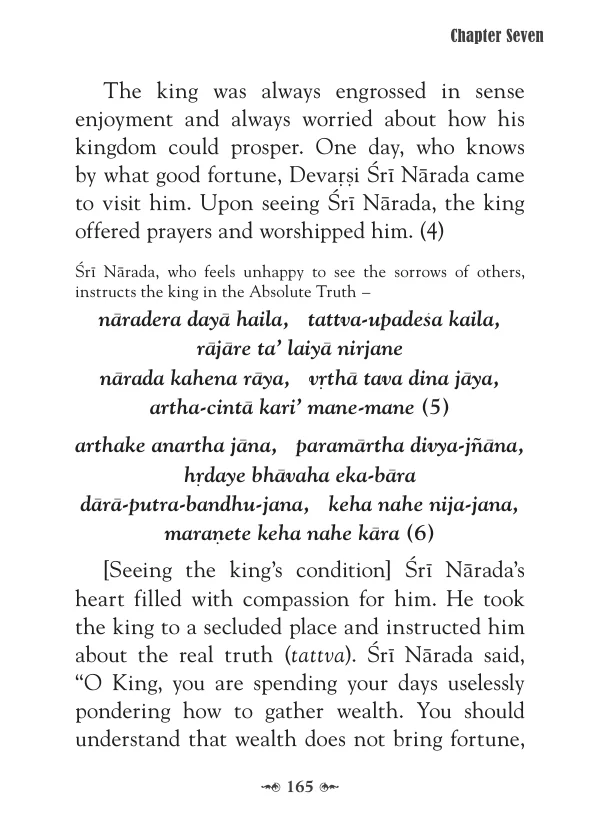 Chapter Seven
The king was always engrossed in sense
enjoyment and always worried about how his
kingdom could prosper. One day, who knows
by what good fortune, Devaṛṣi Śrī Nārada came
to visit him. Upon seeing Śrī Nārada, the king
offered prayers and worshipped him. (4)
Śrī Nārada, who feels unhappy to see the sorrows of others,
instructs the king in the Absolute Truth –
nāradera dayā haila, tattva-upadeśa kaila,
rājāre ta’ laiyā nirjane
nārada kahena rāya, vṛthā tava dina jāya,
artha-cintā kari’ mane-mane (5)
arthake anartha jāna, paramārtha divya-jñāna,
hṛdaye bhāvaha eka-bāra
dārā-putra-bandhu-jana, keha nahe nija-jana,
maraṇete keha nahe kāra (6)
[Seeing the king’s condition] Śrī Nārada’s
heart filled with compassion for him. He took
the king to a secluded place and instructed him
about the real truth (tattva). Śrī Nārada said,
“O King, you are spending your days uselessly
pondering how to gather wealth. You should
understand that wealth does not bring fortune,
165